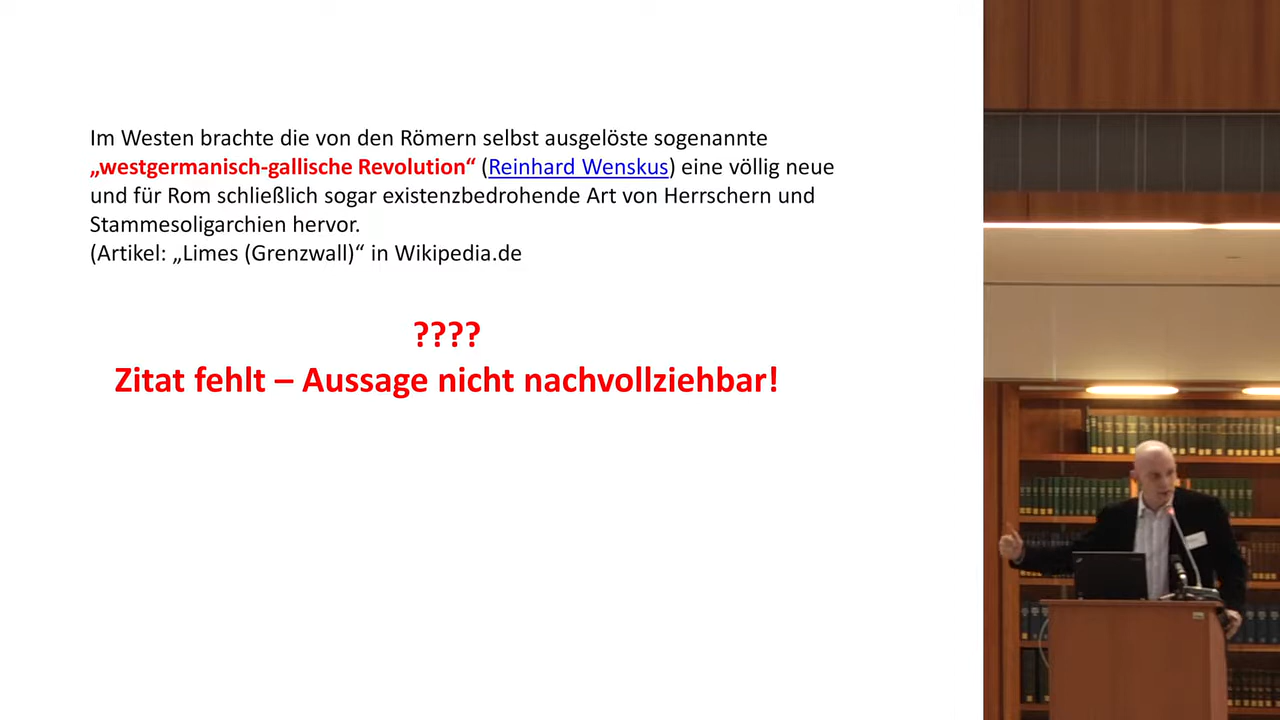 Im Westen brachte die von den Römern selbst ausgelöste sogenannte
„westgermanisch-gallische Revolution“ (Reinhard Wenskus) eine völlig neue
und für Rom schließlich sogar existenzbedrohende Art von Herrschern und
Stammesoligarchien hervor.
(Artikel: „Limes (Grenzwall)“ in Wikipedia.de
????
Zitat fehlt – Aussage nicht nachvollziehbar!